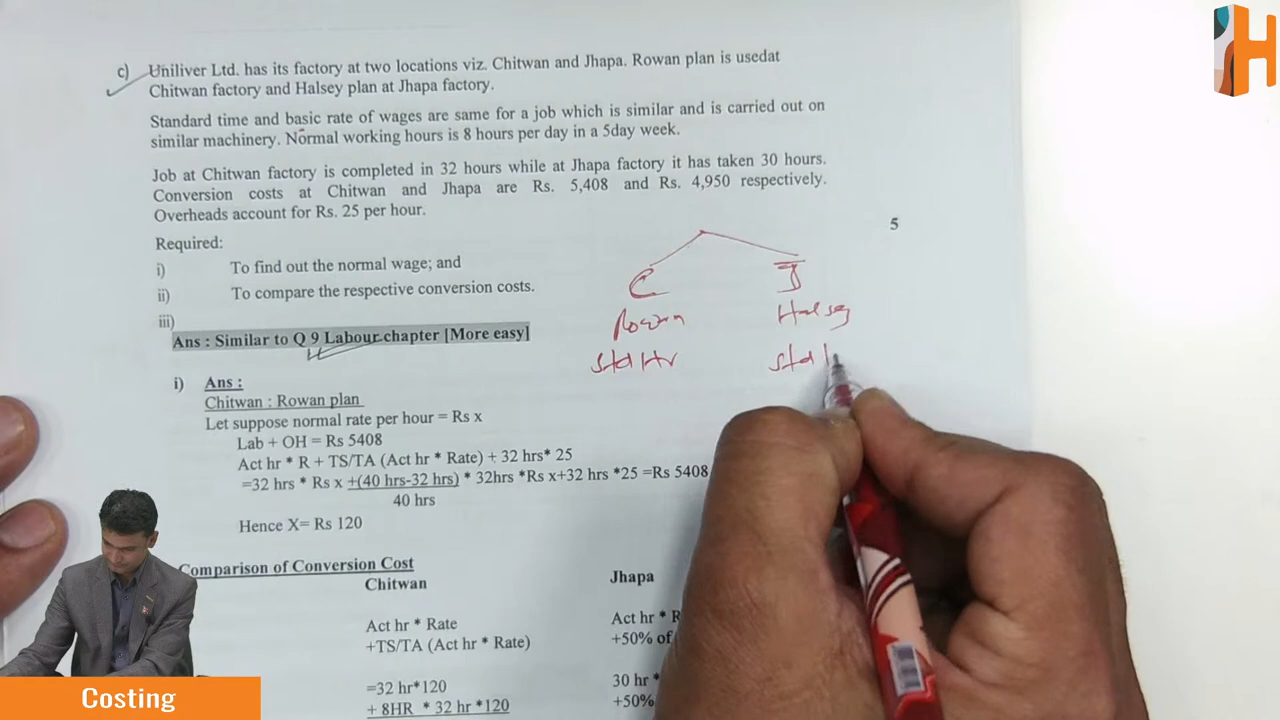 H
c) Uniliver Ltd. has its factory at two locations viz. Chitwan and Jhapa. Rowan plan is usedat
Chitwan factory and Halsey plan at Jhapa factory.
Standard time and basic rate of wages are same for a job which is similar and is carried out on
similar machinery. Normal working hours is 8 hours per day in a 5day week.
Job at Chitwan factory is completed in 32 hours while at Jhapa factory it has taken 30 hours.
Conversion costs at Chitwan and Jhapa are Rs. 5,408 and Rs. 4,950 respectively.
Overheads account for Rs. 25 per hour.
5
Required:
i) To find out the normal wage; and
ii) To compare the respective conversion costs.
iii)
C J
Rowan Halsey
Std Hr Std
Ans : Similar to Q 9 Labour chapter [More easy]
i) Ans :
Chitwan : Rowan plan
Let suppose normal rate per hour = Rs x
Lab + OH = Rs 5408
Act hr * R + TS/TA (Act hr * Rate) + 32 hrs* 25
=32 hrs * Rs x +(40 hrs-32 hrs) * 32hrs *Rs x+32 hrs *25 =Rs 5408
40 hrs
Hence X= Rs 120
Comparison of Conversion Cost
Chitwan Jhapa
Act hr * Rate Act hr * R
+TS/TA (Act hr * Rate) +50% of
=32 hr*120 30 hr *
+ 8HR * 32 hr *120 +50%
Costing